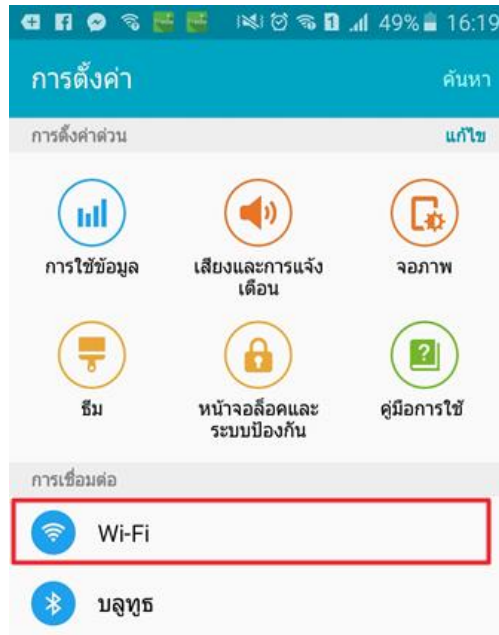 49% 16:19
การตั้งค่า ค้นหา
การตั้งค่าด่วน แก้ไข
การใช้ข้อมูล เสียงและการแจ้ง จอภาพ
เตือน
ธีม หน้าจอล็อคและ คู่มือการใช้
ระบบป้องกัน
การเชื่อมต่อ
Wi-Fi
บลูทูธ